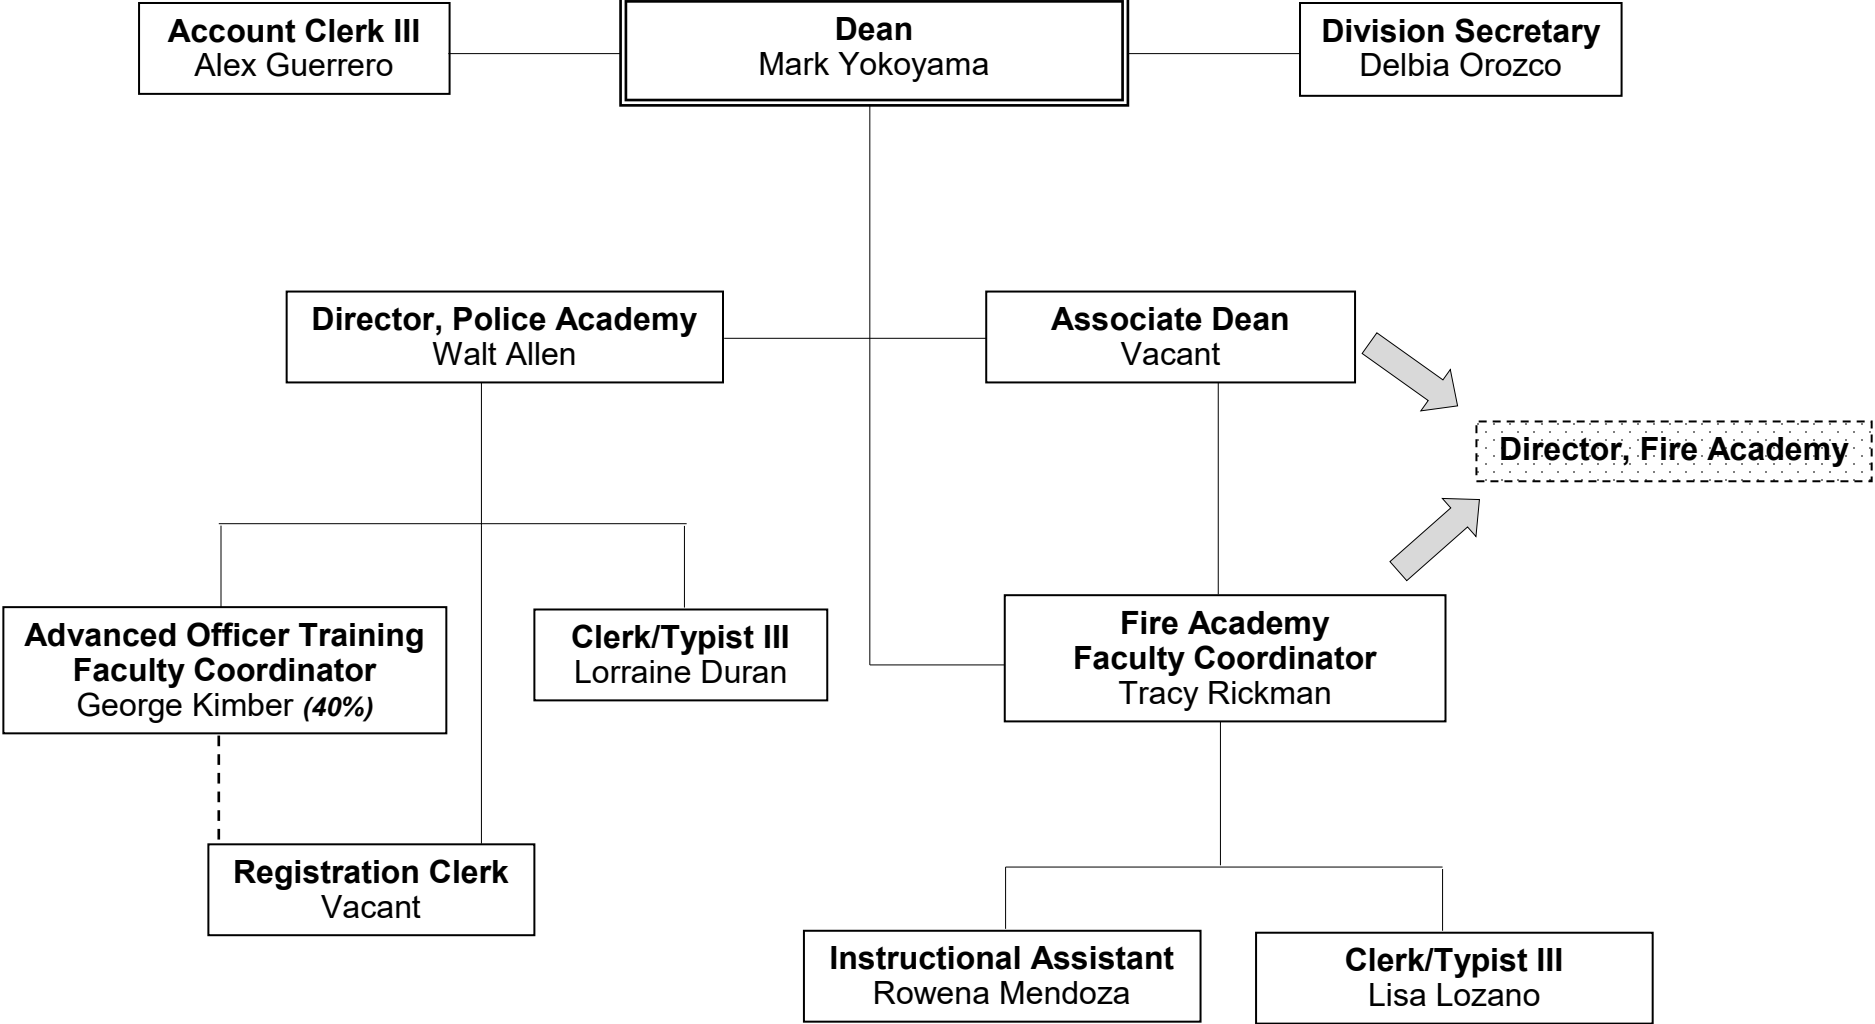 Account Clerk III
Alex Guerrero
Dean
Mark Yokoyama
Division Secretary
Delbia Orozco
Director, Police Academy
Walt Allen
Associate Dean
Vacant
Director, Fire Academy
Advanced Officer Training
Faculty Coordinator
George Kimber (40%)
Clerk/Typist III
Lorraine Duran
Fire Academy
Faculty Coordinator
Tracy Rickman
Registration Clerk
Vacant
Instructional Assistant
Rowena Mendoza
Clerk/Typist III
Lisa Lozano